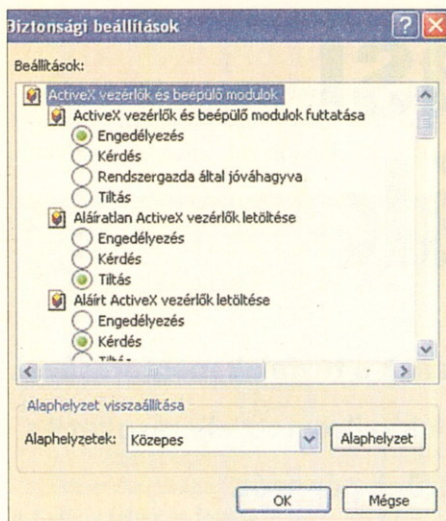 Biztonsági beállítások
Beállítások:
ActiveX vezérlők és beépülő modulok
ActiveX vezérlők és beépülő modulok futtatása
Engedélyezés
Kérdés
Rendszergazda által jóváhagyva
Tiltás
Aláíratlan ActiveX vezérlők letöltése
Engedélyezés
Kérdés
Tiltás
Aláírt ActiveX vezérlők letöltése
Engedélyezés
Kérdés
Tiltás
Alaphelyzet visszaállítása
Alaphelyzetek: Közepes Alaphelyzet
OK Mégse